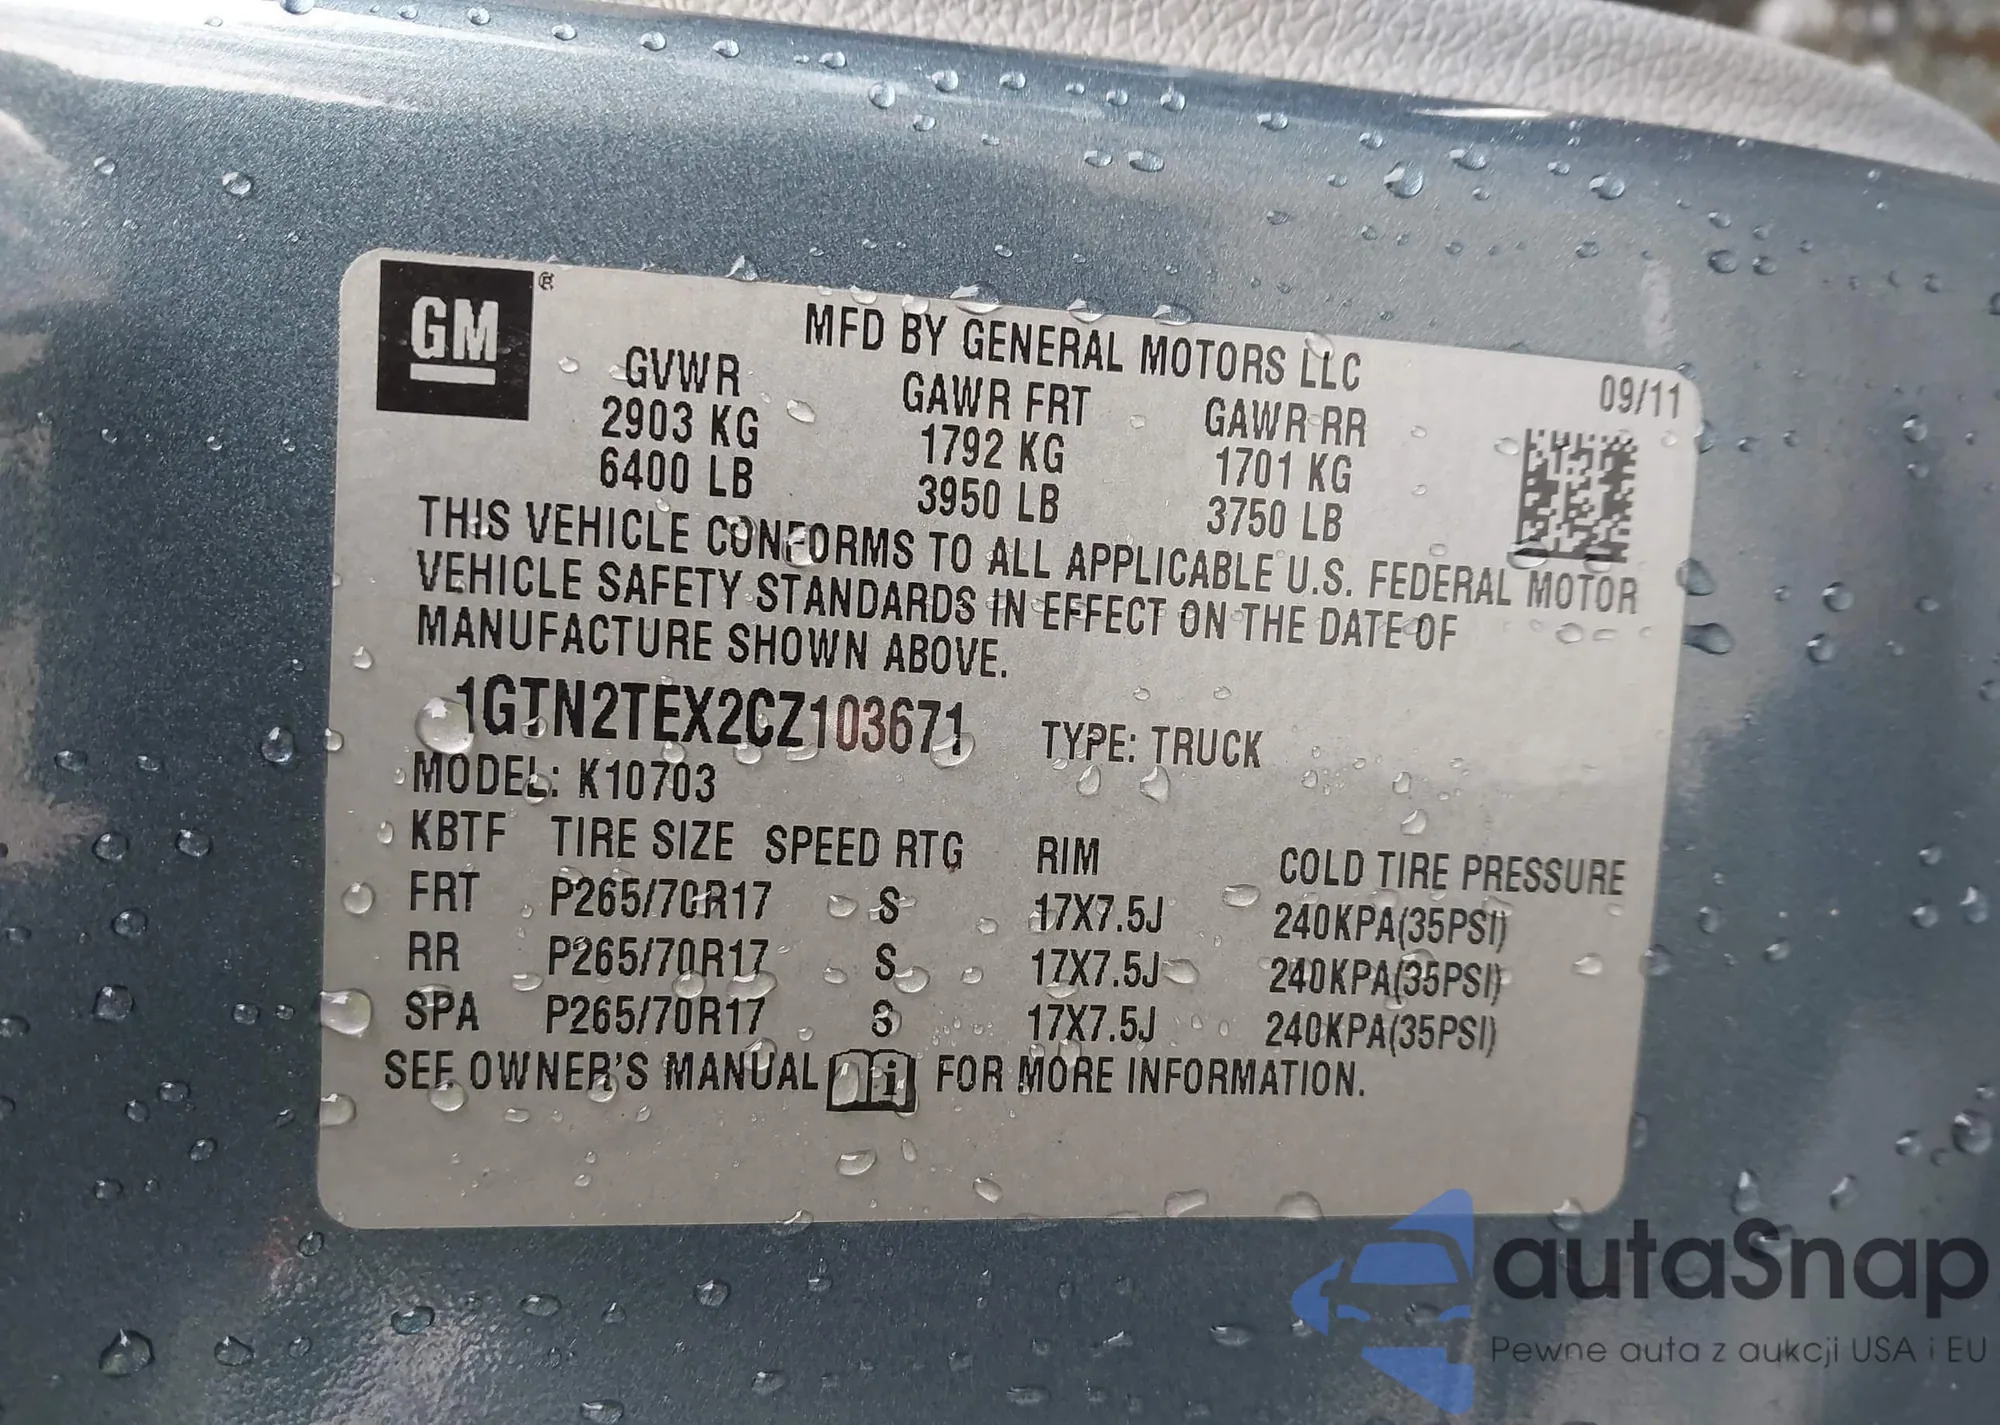 GM®
MFD BY GENERAL MOTORS LLC
09/11
GVWR GAWR FRT GAWR RR
2903 KG 1792 KG 1701 KG
6400 LB 3950 LB 3750 LB
THIS VEHICLE CONFORMS TO ALL APPLICABLE U.S. FEDERAL MOTOR
VEHICLE SAFETY STANDARDS IN EFFECT ON THE DATE OF
MANUFACTURE SHOWN ABOVE.
1GTN2TEX2CZ103671 TYPE: TRUCK
MODEL: K10703
KBTF TIRE SIZE SPEED RTG RIM COLD TIRE PRESSURE
FRT P265/70R17 S 17X7.5J 240KPA(35PSI)
RR P265/70R17 S 17X7.5J 240KPA(35PSI)
SPA P265/70R17 S 17X7.5J 240KPA(35PSI)
SEE OWNER'S MANUAL i FOR MORE INFORMATION.
autaSnap
Pewne auta z aukcji USA i EU